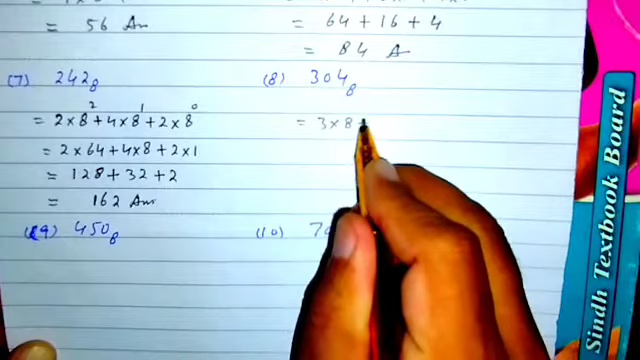 = 56 Ans
= 64 + 16 + 4
= 84 A
(7) 242₈
(8) 304₈
= 2 × 8² + 4 × 8¹ + 2 × 8⁰
= 3 × 8
= 2 × 64 + 4 × 8 + 2 × 1
= 128 + 32 + 2
= 162 Ans
(9) 450₈
(10) 7
Sindh Textbook Board